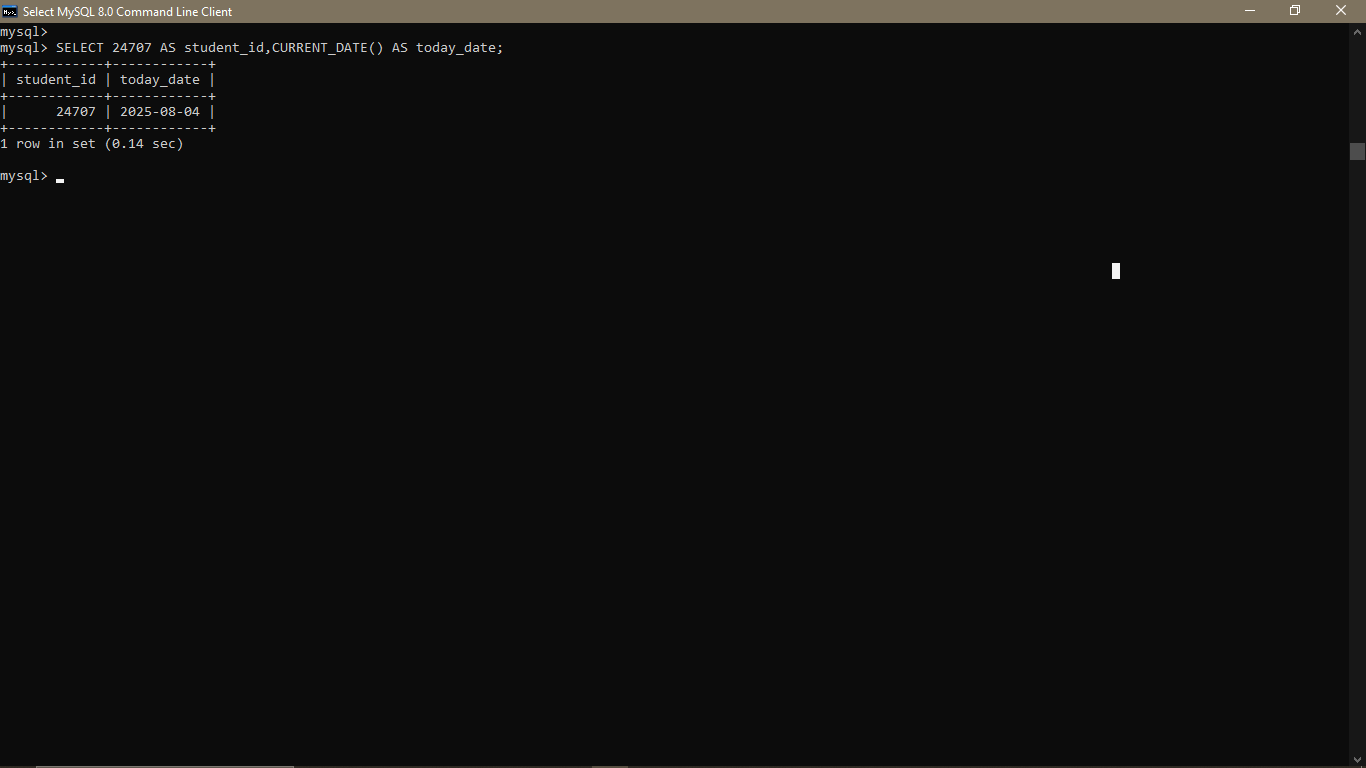 Select MySQL 8.0 Command Line Client
mysql>
mysql> SELECT 24707 AS student_id,CURRENT_DATE() AS today_date;
+------------+------------+
| student_id | today_date |
+------------+------------+
|      24707 | 2025-08-04 |
+------------+------------+
1 row in set (0.14 sec)
mysql>